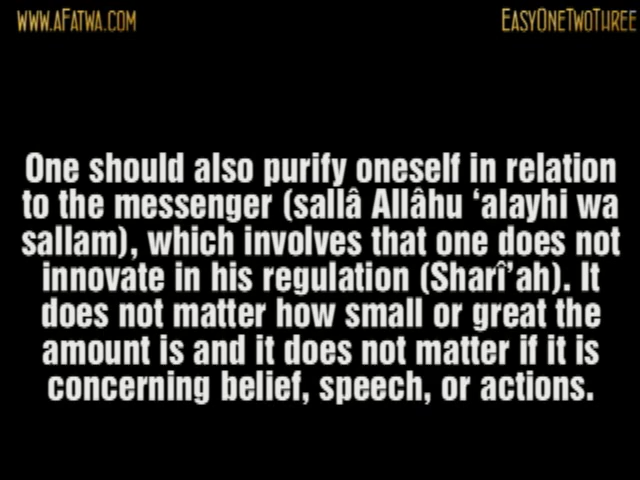 WWW.AFATWA.COM
EASYONETWOTHREE
One should also purify oneself in relation
to the messenger (sallâ Allâhu ‘alayhi wa
sallam), which involves that one does not
innovate in his regulation (Sharî’ah). It
does not matter how small or great the
amount is and it does not matter if it is
concerning belief, speech, or actions.